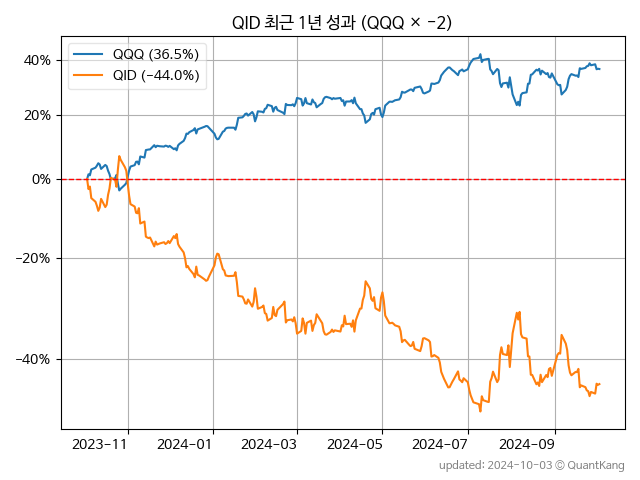 QID 최근 1년 성과 (QQQ × −2)
QQQ (36.5%)
QID (−44.0%)
40%
20%
0%
−20%
−40%
2023−11
2024−01
2024−03
2024−05
2024−07
2024−09
updated: 2024-10-03 ⓒ QuantKang